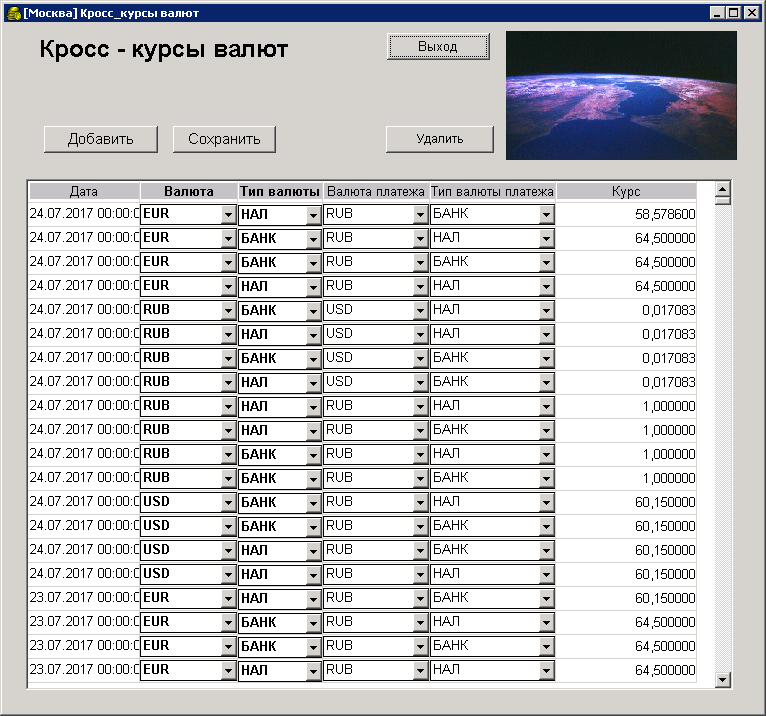 [Москва] Кросс_курсы валют
Кросс - курсы валют
Выход
Добавить Сохранить Удалить
Дата Валюта Тип валюты Валюта платежа Тип валюты платежа Курс
24.07.2017 00:00:0 EUR НАЛ RUB БАНК 58,578600
24.07.2017 00:00:0 EUR БАНК RUB НАЛ 64,500000
24.07.2017 00:00:0 EUR БАНК RUB БАНК 64,500000
24.07.2017 00:00:0 EUR НАЛ RUB НАЛ 64,500000
24.07.2017 00:00:0 RUB БАНК USD НАЛ 0,017083
24.07.2017 00:00:0 RUB НАЛ USD НАЛ 0,017083
24.07.2017 00:00:0 RUB БАНК USD БАНК 0,017083
24.07.2017 00:00:0 RUB НАЛ USD БАНК 0,017083
24.07.2017 00:00:0 RUB НАЛ RUB НАЛ 1,000000
24.07.2017 00:00:0 RUB НАЛ RUB БАНК 1,000000
24.07.2017 00:00:0 RUB БАНК RUB НАЛ 1,000000
24.07.2017 00:00:0 RUB БАНК RUB БАНК 1,000000
24.07.2017 00:00:0 USD БАНК RUB НАЛ 60,150000
24.07.2017 00:00:0 USD БАНК RUB БАНК 60,150000
24.07.2017 00:00:0 USD НАЛ RUB БАНК 60,150000
24.07.2017 00:00:0 USD НАЛ RUB НАЛ 60,150000
23.07.2017 00:00:0 EUR НАЛ RUB БАНК 60,150000
23.07.2017 00:00:0 EUR БАНК RUB НАЛ 64,500000
23.07.2017 00:00:0 EUR БАНК RUB БАНК 64,500000
23.07.2017 00:00:0 EUR НАЛ RUB НАЛ 64,500000